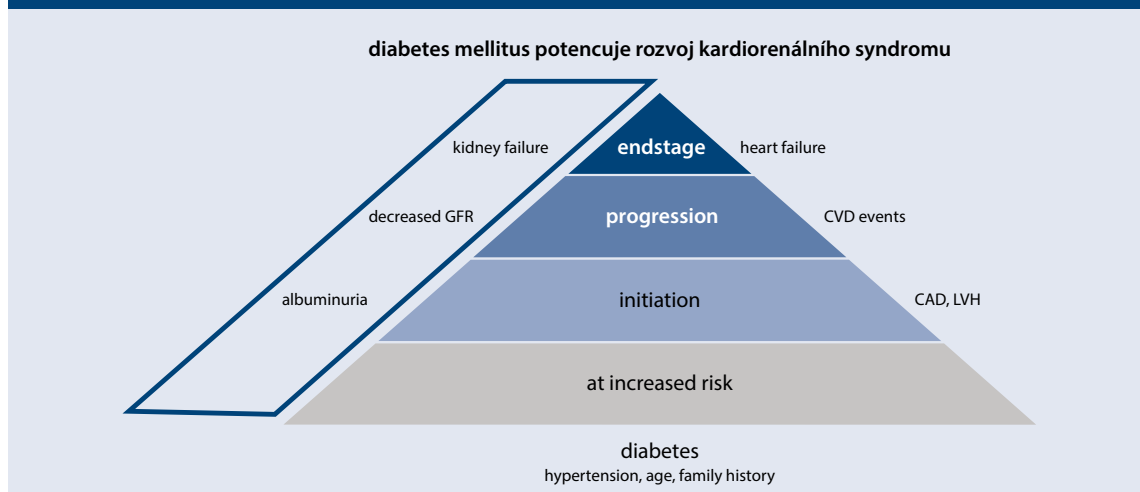 diabetes mellitus potencuje rozvoj kardiorenálního syndromu
kidney failure
endstage
heart failure
decreased GFR
progression
CVD events
albuminuria
initiation
CAD, LVH
at increased risk
diabetes
hypertension, age, family history